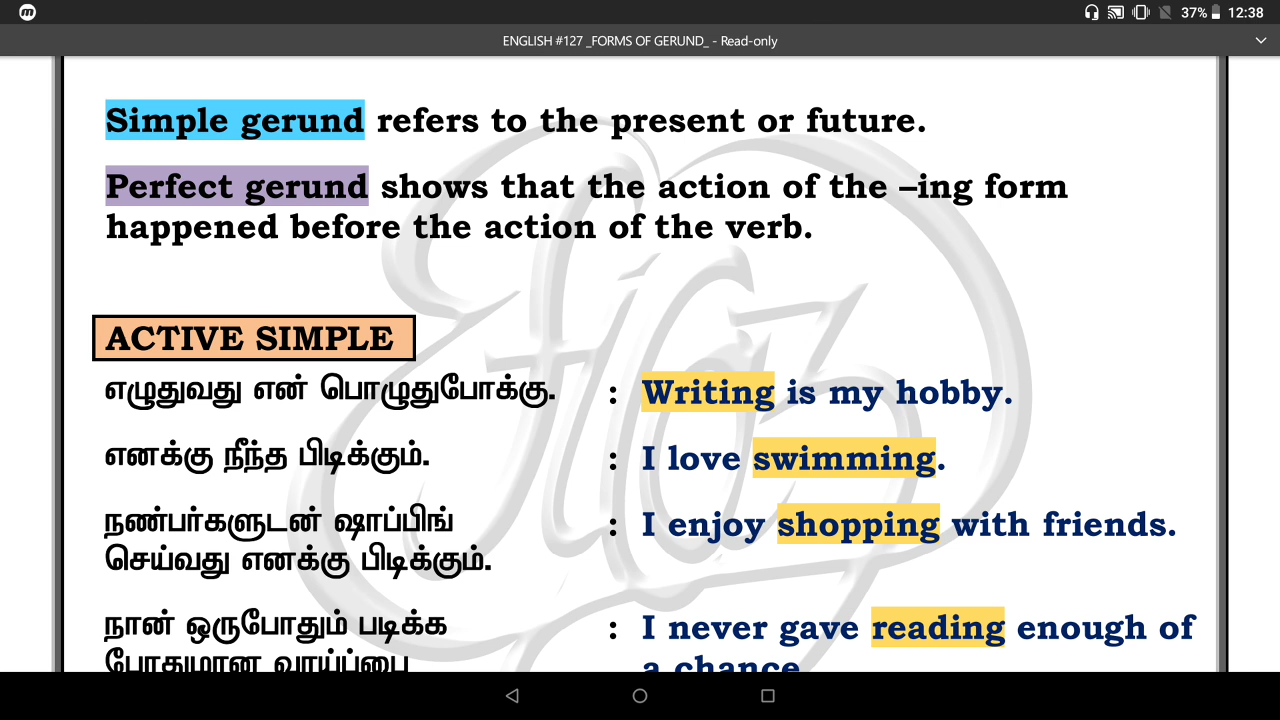 37% 12:38
ENGLISH #127 _FORMS OF GERUND_ - Read-only
Simple gerund refers to the present or future.
Perfect gerund shows that the action of the –ing form
happened before the action of the verb.
ACTIVE SIMPLE
எழுதுவது என் பொழுதுபோக்கு. : Writing is my hobby.
எனக்கு நீந்த பிடிக்கும். : I love swimming.
நண்பர்களுடன் ஷாப்பிங் : I enjoy shopping with friends.
செய்வது எனக்கு பிடிக்கும்.
நான் ஒருபோதும் படிக்க : I never gave reading enough of
போதுமான வாய்ப்பை a chance